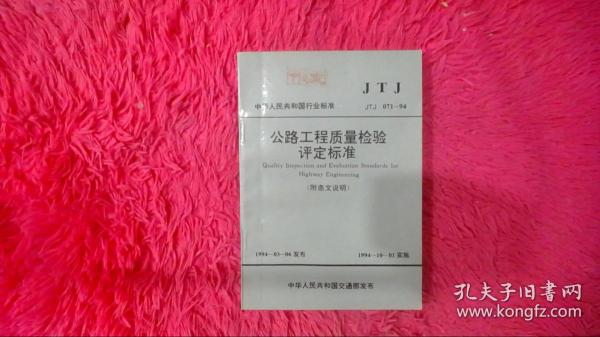 JTJ
中华人民共和国行业标准
JTJ 071-94
公路工程质量检验
评定标准
Quality Inspection and Evaluation Standards for
Highway Engineering
(附条文说明)
1994-03-06 发布
1994-10-01 实施
中华人民共和国交通部发布
孔夫子旧书网
www.kongfz.com